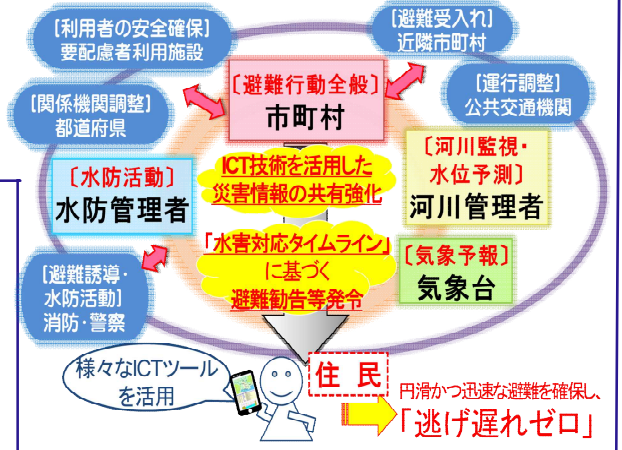 [利用者の安全確保]
要配慮者利用施設
[避難受入れ]
近隣市町村
[関係機関調整]
都道府県
〔避難行動全般〕
市町村
[運行調整]
公共交通機関
〔水防活動〕
水防管理者
ICT技術を活用した
災害情報の共有強化
〔河川監視・
水位予測〕
河川管理者
「水害対応タイムライン」
に基づく
避難勧告等発令
〔気象予報〕
気象台
[避難誘導・
水防活動]
消防・警察
様々なICTツール
を活用
住民
円滑かつ迅速な避難を確保し、
「逃げ遅れゼロ」